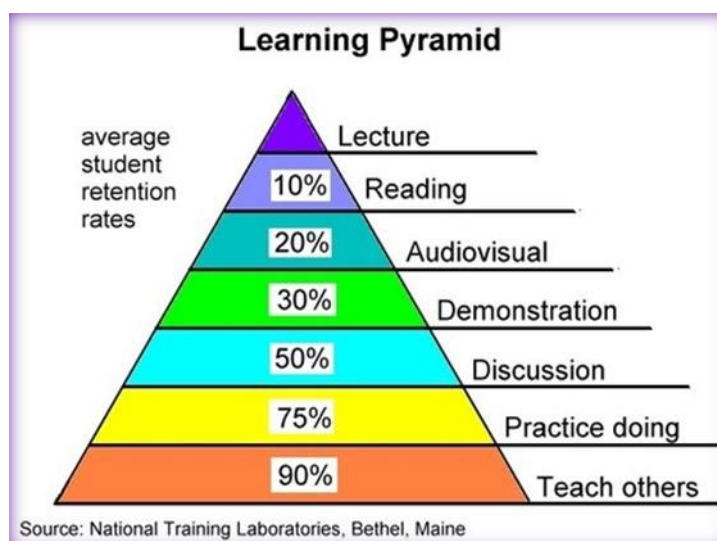 Learning Pyramid
average
student
retention
rates
Lecture
10% Reading
20% Audiovisual
30% Demonstration
50% Discussion
75% Practice doing
90% Teach others
Source: National Training Laboratories, Bethel, Maine